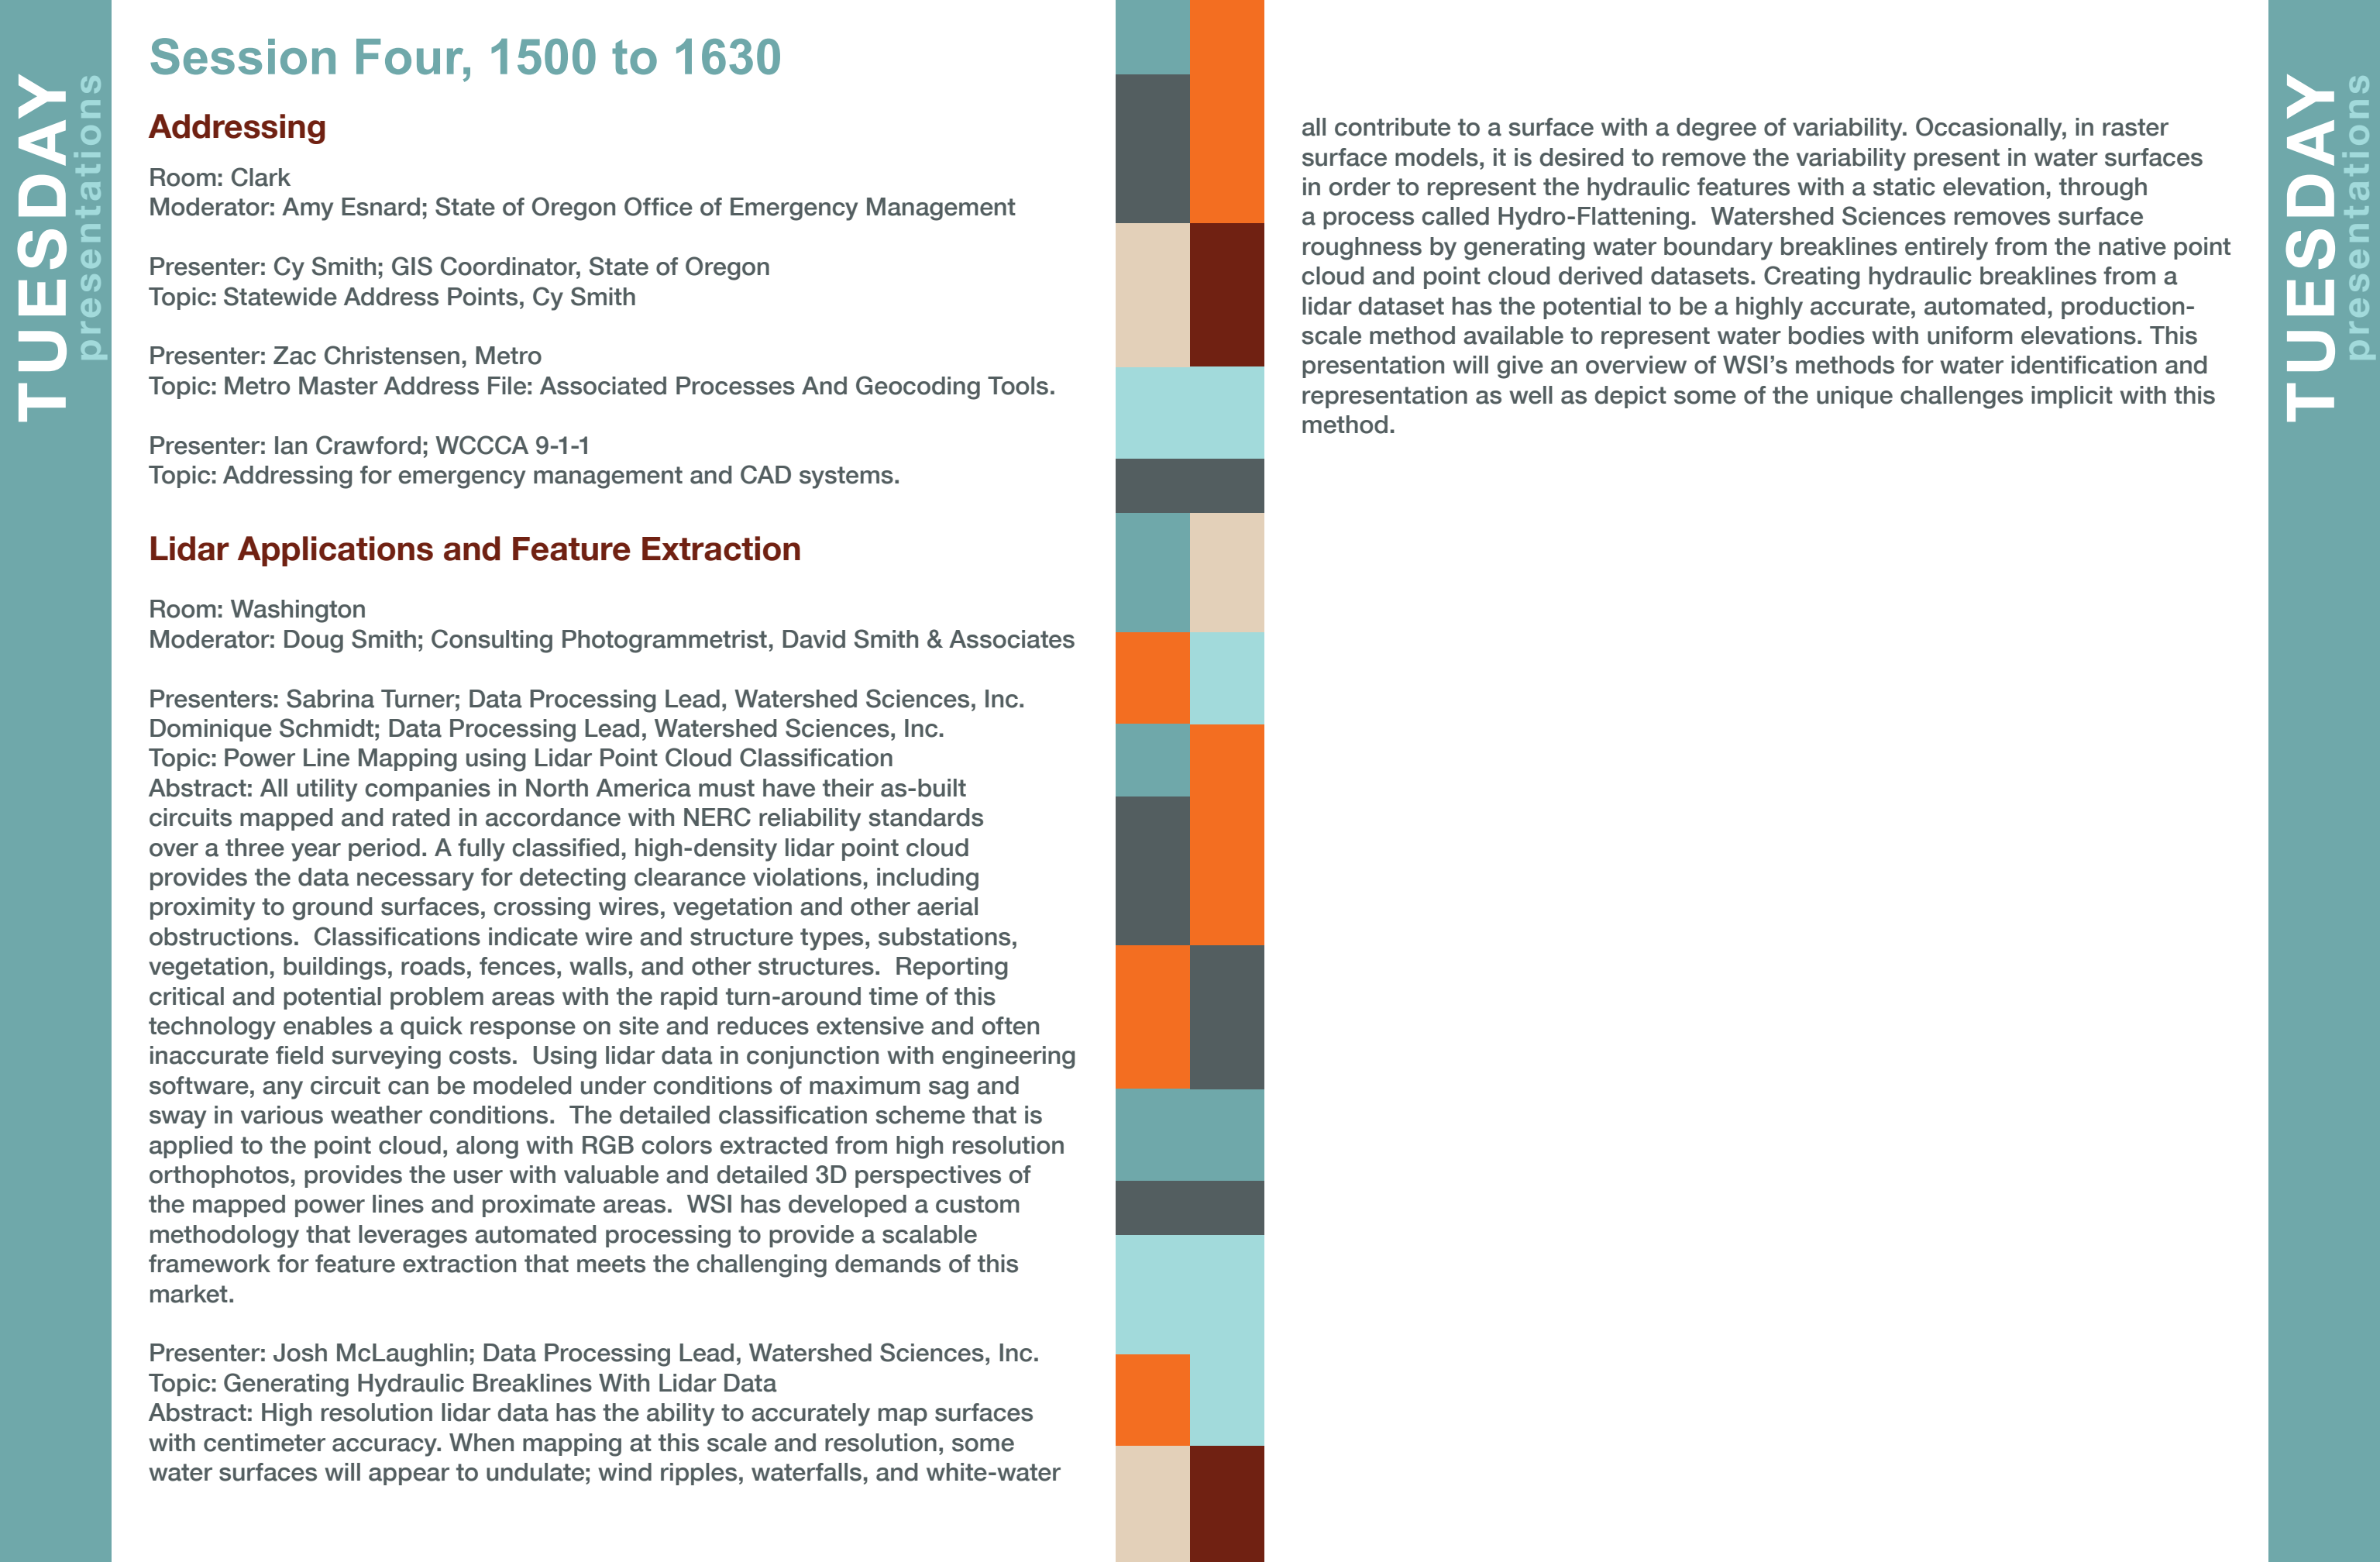 TUESDAY
presentations
Session Four, 1500 to 1630
Addressing
Room: Clark
Moderator: Amy Esnard; State of Oregon Office of Emergency Management
Presenter: Cy Smith; GIS Coordinator, State of Oregon
Topic: Statewide Address Points, Cy Smith
Presenter: Zac Christensen, Metro
Topic: Metro Master Address File: Associated Processes And Geocoding Tools.
Presenter: Ian Crawford; WCCCA 9-1-1
Topic: Addressing for emergency management and CAD systems.
Lidar Applications and Feature Extraction
Room: Washington
Moderator: Doug Smith; Consulting Photogrammetrist, David Smith & Associates
Presenters: Sabrina Turner; Data Processing Lead, Watershed Sciences, Inc.
Dominique Schmidt; Data Processing Lead, Watershed Sciences, Inc.
Topic: Power Line Mapping using Lidar Point Cloud Classification
Abstract: All utility companies in North America must have their as-built
circuits mapped and rated in accordance with NERC reliability standards
over a three year period. A fully classified, high-density lidar point cloud
provides the data necessary for detecting clearance violations, including
proximity to ground surfaces, crossing wires, vegetation and other aerial
obstructions.  Classifications indicate wire and structure types, substations,
vegetation, buildings, roads, fences, walls, and other structures.  Reporting
critical and potential problem areas with the rapid turn-around time of this
technology enables a quick response on site and reduces extensive and often
inaccurate field surveying costs.  Using lidar data in conjunction with engineering
software, any circuit can be modeled under conditions of maximum sag and
sway in various weather conditions.  The detailed classification scheme that is
applied to the point cloud, along with RGB colors extracted from high resolution
orthophotos, provides the user with valuable and detailed 3D perspectives of
the mapped power lines and proximate areas.  WSI has developed a custom
methodology that leverages automated processing to provide a scalable
framework for feature extraction that meets the challenging demands of this
market.
Presenter: Josh McLaughlin; Data Processing Lead, Watershed Sciences, Inc.
Topic: Generating Hydraulic Breaklines With Lidar Data
Abstract: High resolution lidar data has the ability to accurately map surfaces
with centimeter accuracy. When mapping at this scale and resolution, some
water surfaces will appear to undulate; wind ripples, waterfalls, and white-water
all contribute to a surface with a degree of variability. Occasionally, in raster
surface models, it is desired to remove the variability present in water surfaces
in order to represent the hydraulic features with a static elevation, through
a process called Hydro-Flattening.  Watershed Sciences removes surface
roughness by generating water boundary breaklines entirely from the native point
cloud and point cloud derived datasets. Creating hydraulic breaklines from a
lidar dataset has the potential to be a highly accurate, automated, production-
scale method available to represent water bodies with uniform elevations. This
presentation will give an overview of WSI’s methods for water identification and
representation as well as depict some of the unique challenges implicit with this
method.
TUESDAY
presentations